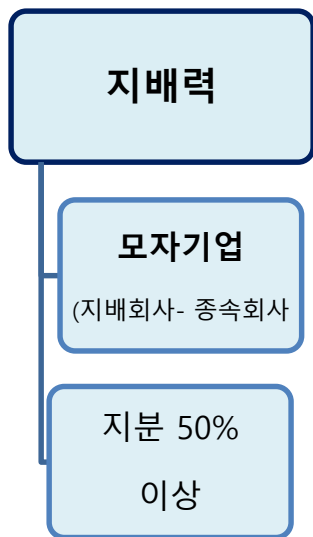 지배력
모자기업
(지배회사- 종속회사
지분 50%
이상